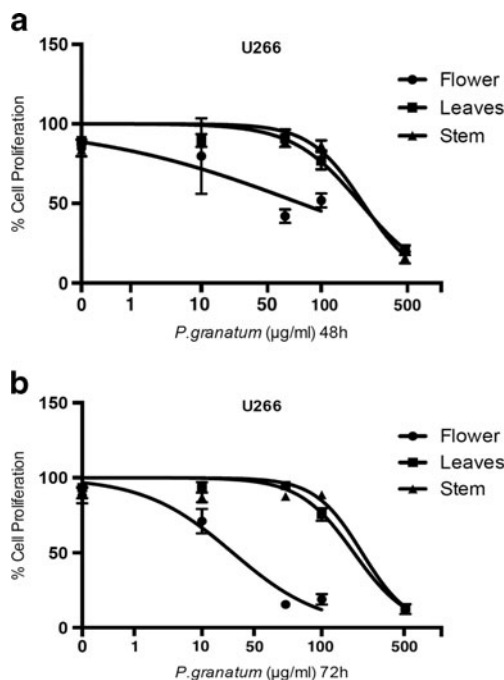 a
U266
150
100
50
0
% Cell Proliferation
Flower
Leaves
Stem
0 1 10 50 100 500
P.granatum (µg/ml) 48h
b
U266
150
100
50
0
% Cell Proliferation
Flower
Leaves
Stem
0 1 10 50 100 500
P.granatum (µg/ml) 72h